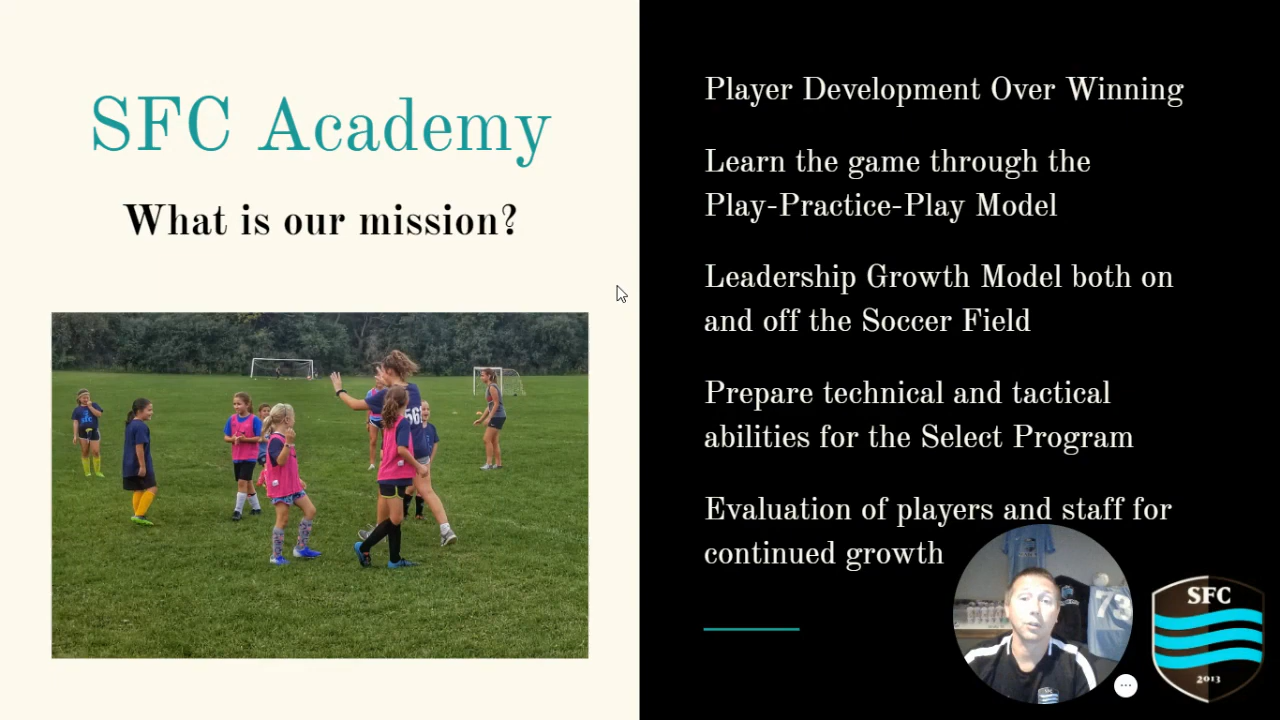 SFC Academy
What is our mission?
Player Development Over Winning
Learn the game through the
Play-Practice-Play Model
Leadership Growth Model both on
and off the Soccer Field
Prepare technical and tactical
abilities for the Select Program
Evaluation of players and staff for
continued growth
56
73
SFC
2013